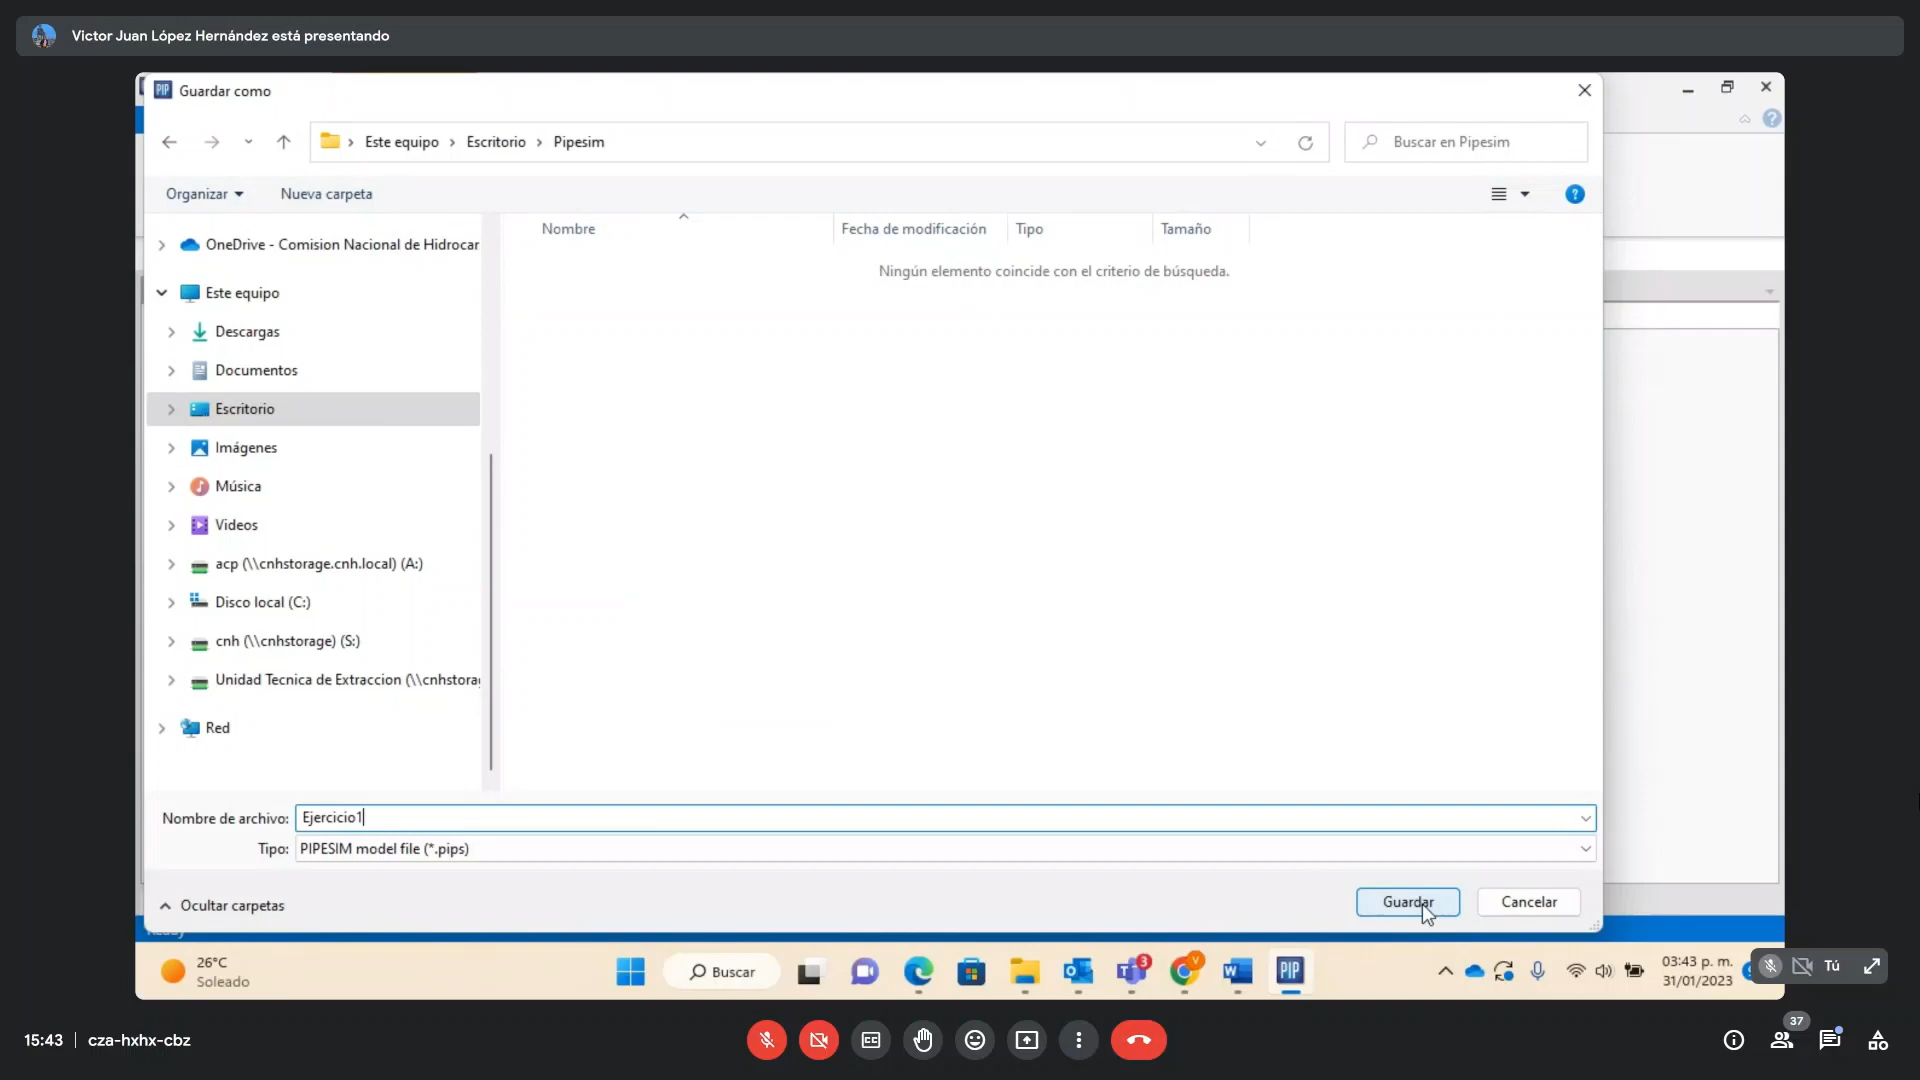 Victor Juan López Hernández está presentando
PIP Guardar como
Este equipo > Escritorio > Pipesim
Buscar en Pipesim
Organizar
Nueva carpeta
Nombre
Fecha de modificación
Tipo
Tamaño
Ningún elemento coincide con el criterio de búsqueda.
OneDrive - Comision Nacional de Hidrocar
Este equipo
Descargas
Documentos
Escritorio
Imágenes
Música
Videos
acp (\\cnhstorage.cnh.local) (A:)
Disco local (C:)
cnh (\\cnhstorage) (S:)
Unidad Tecnica de Extraccion (\\cnhstora
Red
Nombre de archivo: Ejercicio1
Tipo: PIPESIM model file (*.pips)
Ocultar carpetas
Guardar
Cancelar
26°C
Soleado
Buscar
3
V
PIP
03:43 p. m.
31/01/2023
Tú
15:43 | cza-hxhx-cbz
37